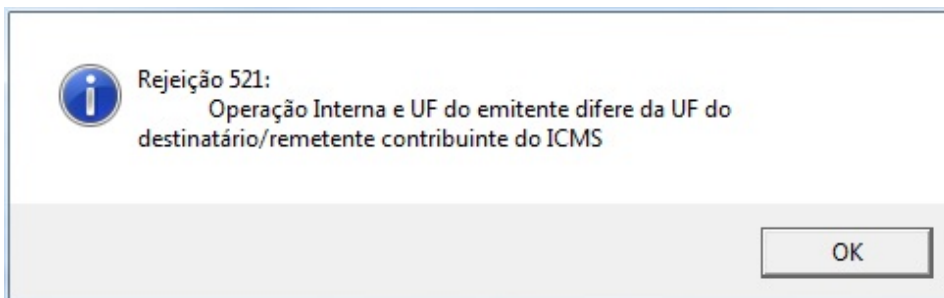 Rejeição 521:
Operação Interna e UF do emitente difere da UF do
destinatário/remetente contribuinte do ICMS
OK